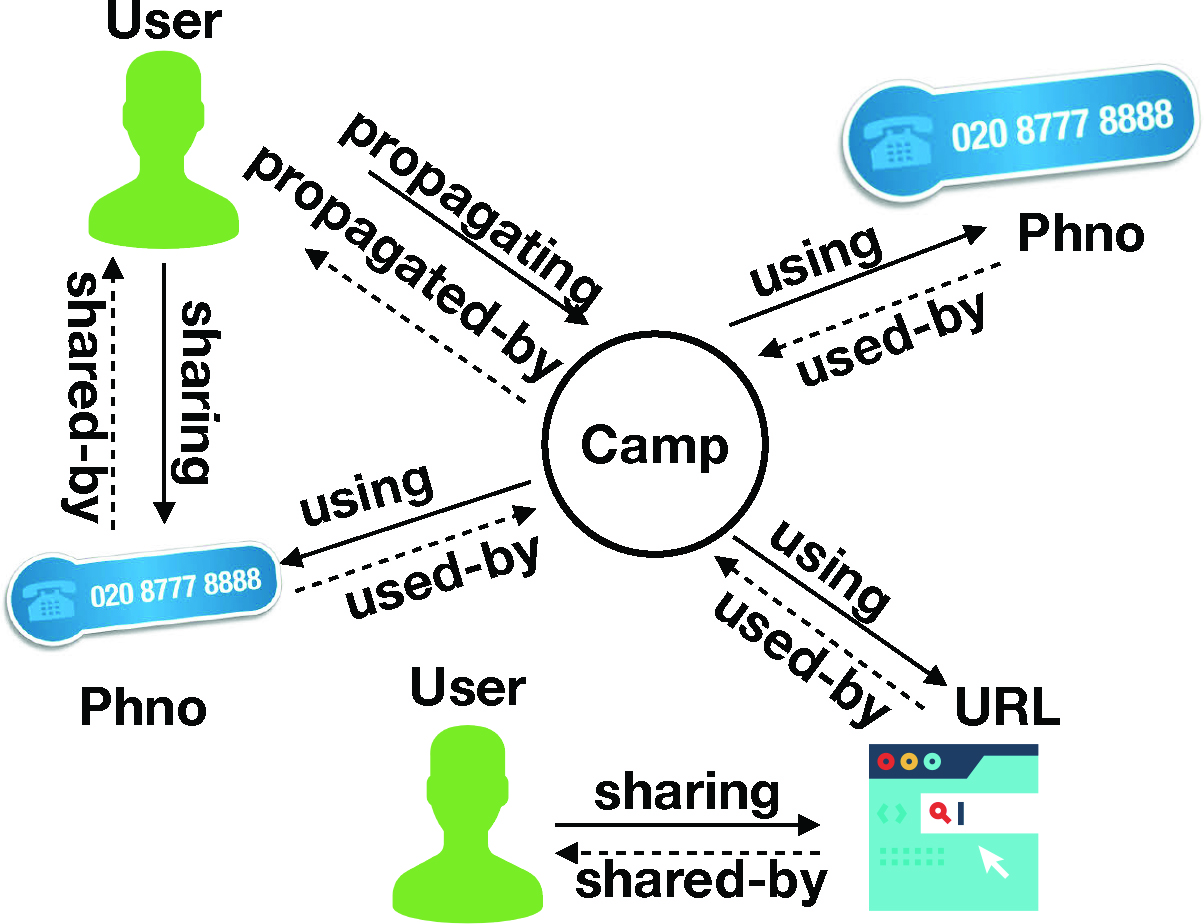 User
020 8777 8888
Phno
propagating
propagated-by
using
used-by
shared-by
sharing
Camp
using
used-by
020 8777 8888
Phno
using
used-by
URL
User
sharing
shared-by